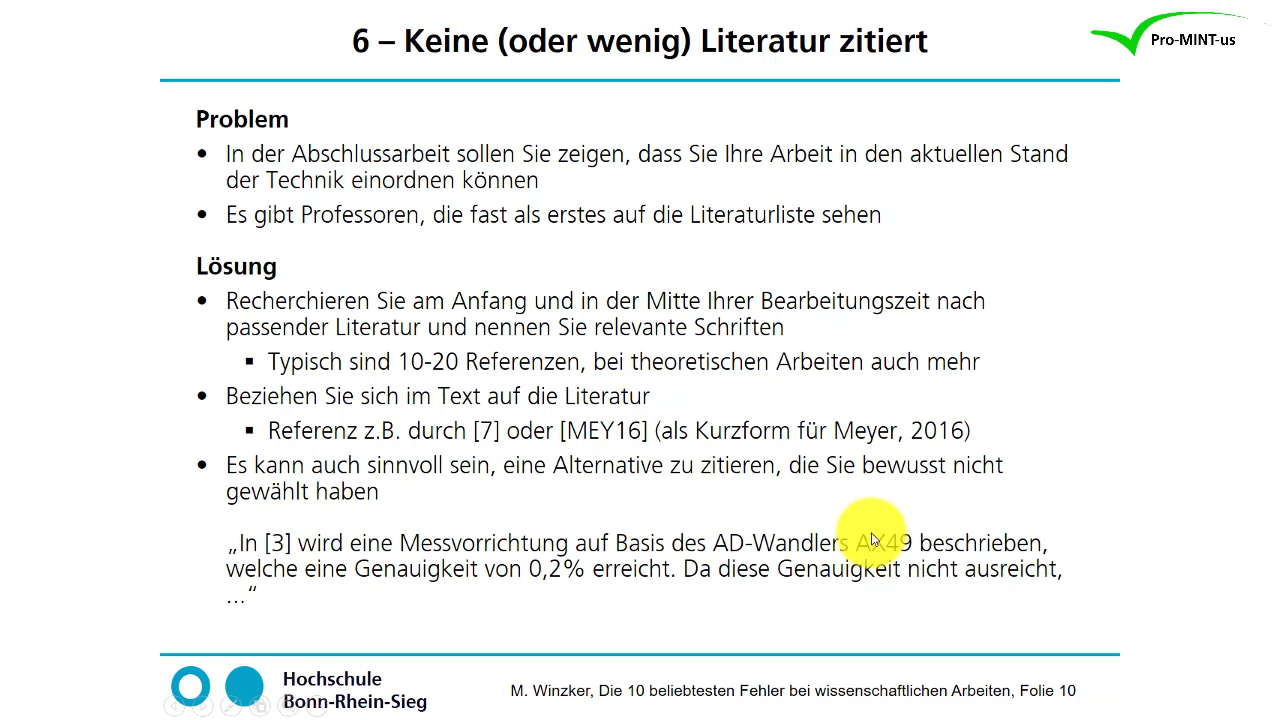 6 – Keine (oder wenig) Literatur zitiert
Pro-MINT-us
Problem
• In der Abschlussarbeit sollen Sie zeigen, dass Sie Ihre Arbeit in den aktuellen Stand
der Technik einordnen können
• Es gibt Professoren, die fast als erstes auf die Literaturliste sehen
Lösung
• Recherchieren Sie am Anfang und in der Mitte Ihrer Bearbeitungszeit nach
passender Literatur und nennen Sie relevante Schriften
▪ Typisch sind 10-20 Referenzen, bei theoretischen Arbeiten auch mehr
• Beziehen Sie sich im Text auf die Literatur
▪ Referenz z.B. durch [7] oder [MEY16] (als Kurzform für Meyer, 2016)
• Es kann auch sinnvoll sein, eine Alternative zu zitieren, die Sie bewusst nicht
gewählt haben
„In [3] wird eine Messvorrichtung auf Basis des AD-Wandlers AX49 beschrieben,
welche eine Genauigkeit von 0,2% erreicht. Da diese Genauigkeit nicht ausreicht,
...“
Hochschule
Bonn-Rhein-Sieg
M. Winzker, Die 10 beliebtesten Fehler bei wissenschaftlichen Arbeiten, Folie 10